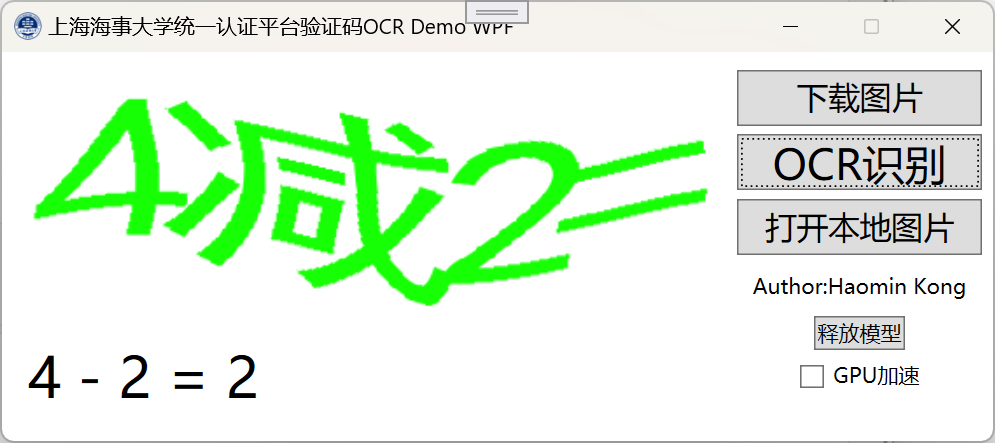 上海海事大学统一认证平台验证码OCR Demo WPF
4减2=
4 - 2 = 2
下载图片
OCR识别
打开本地图片
Author:Haomin Kong
释放模型
GPU加速